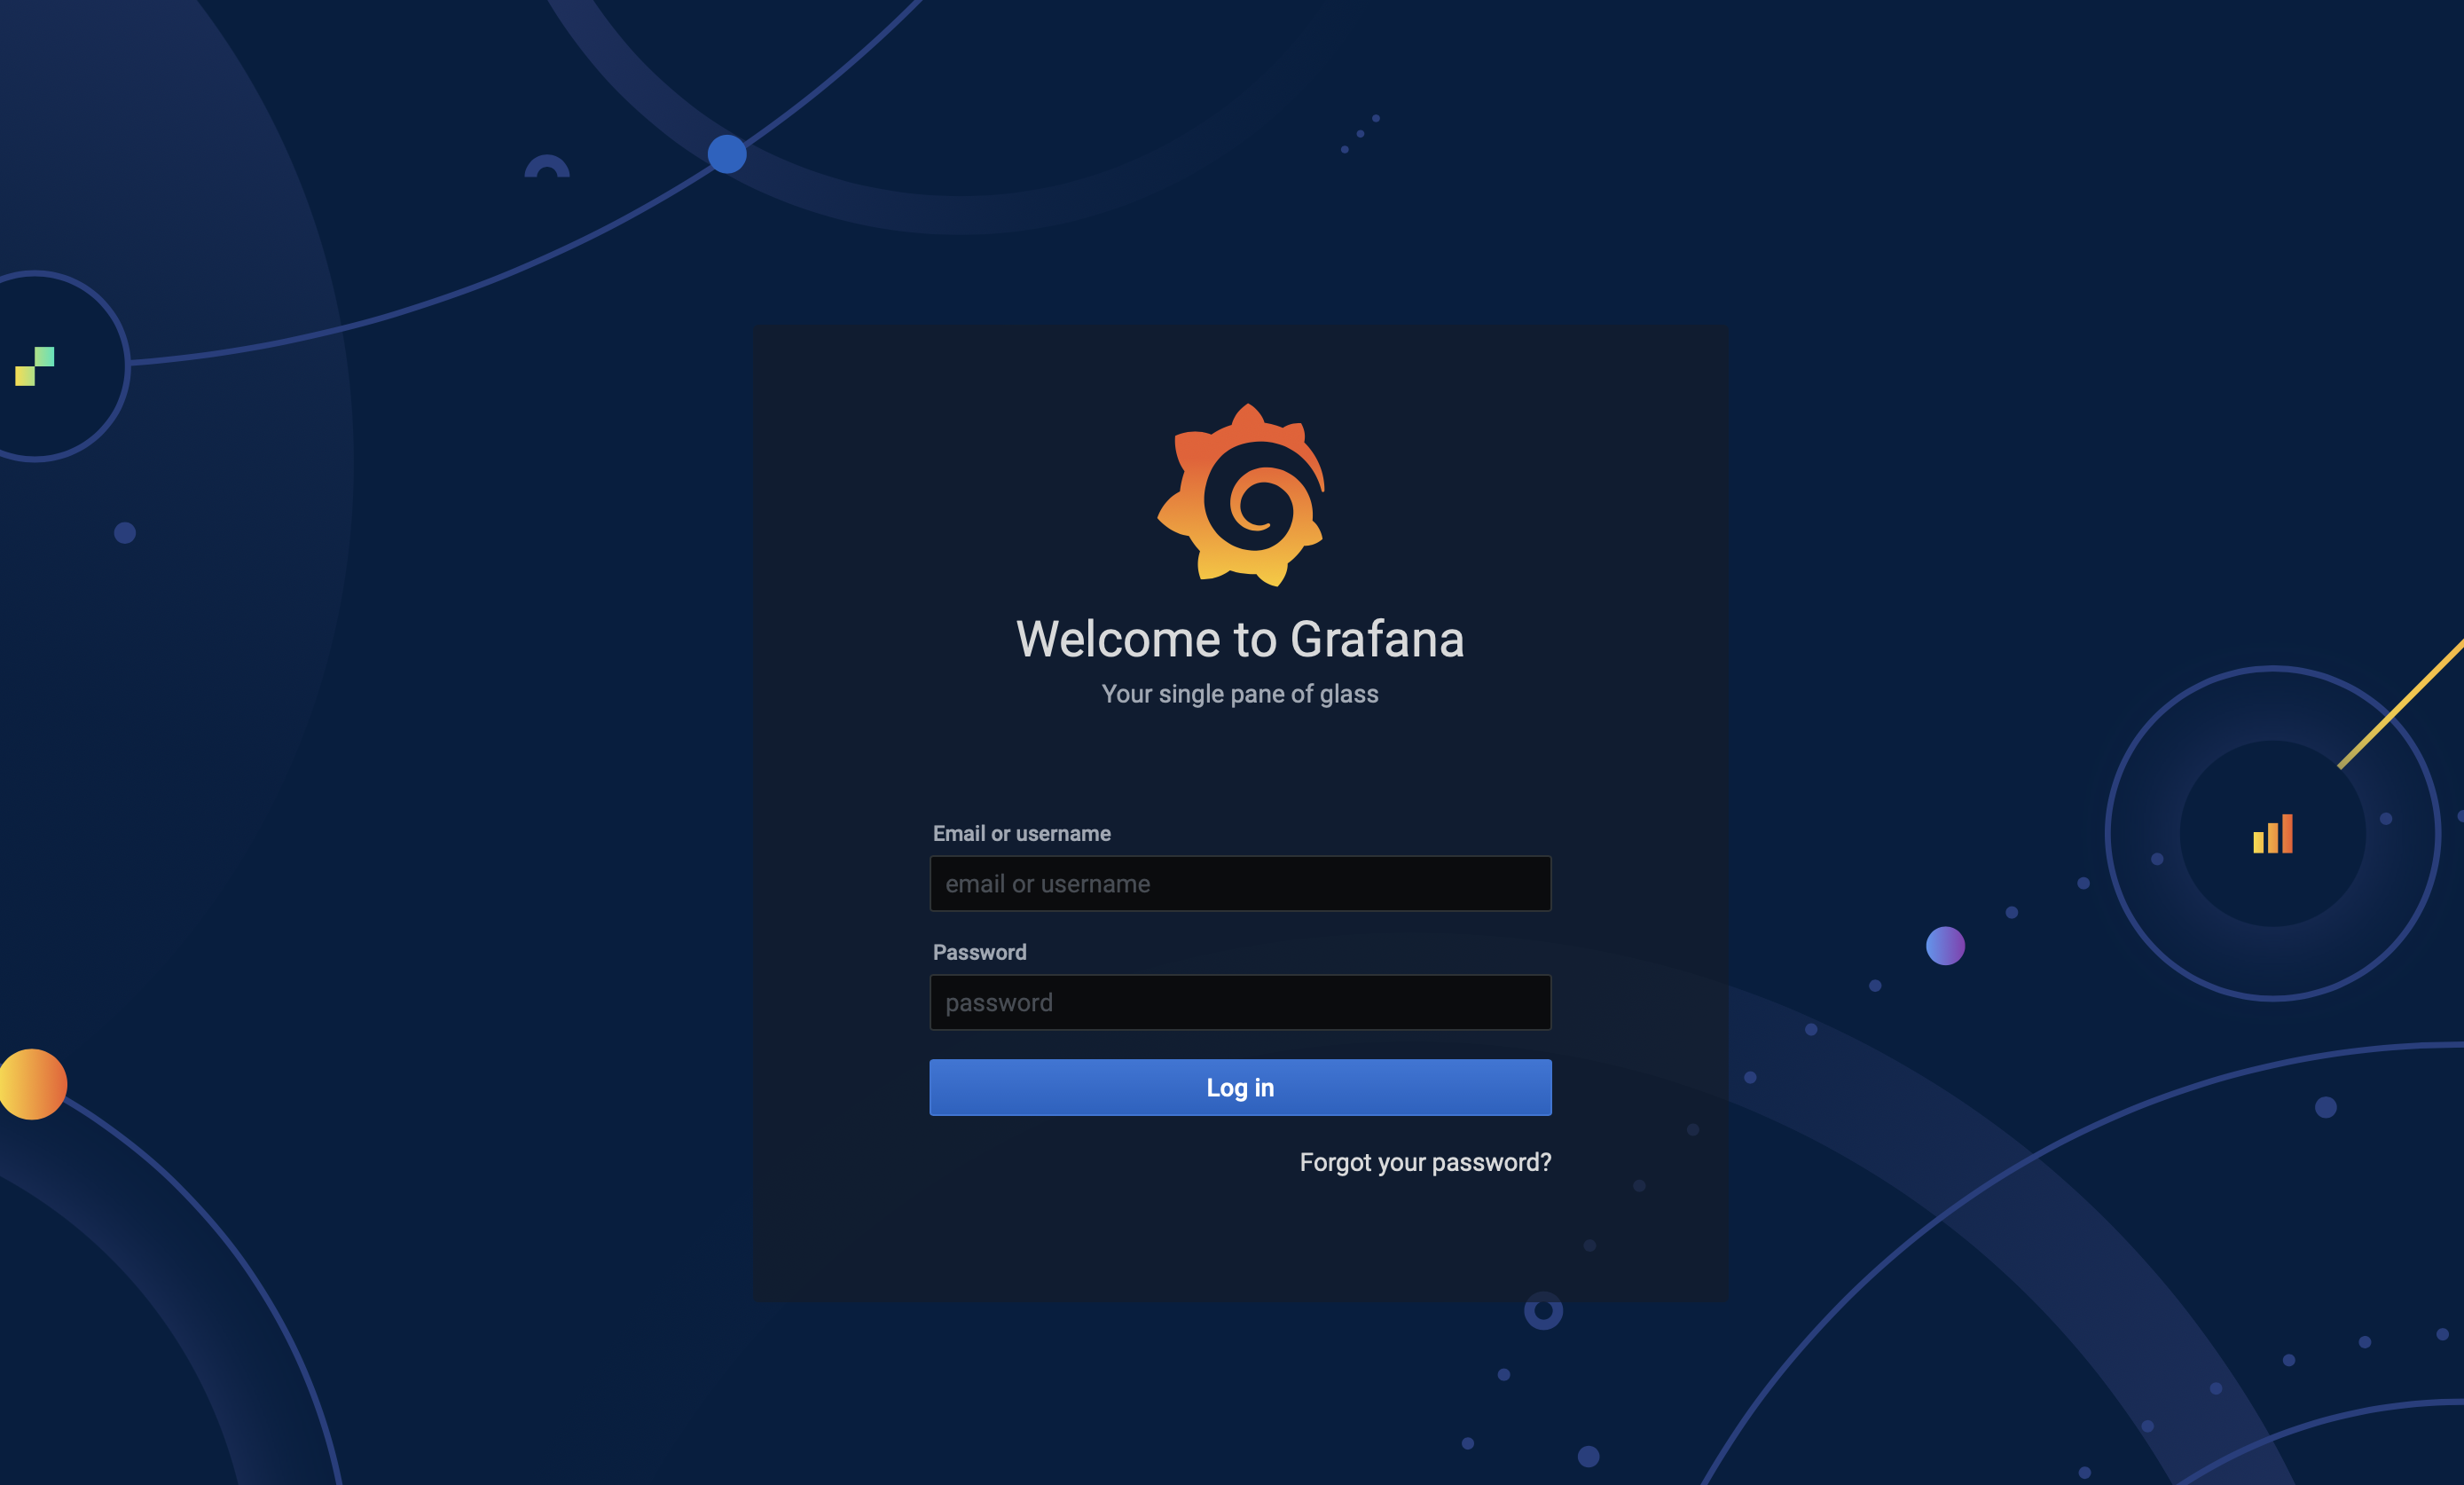 Welcome to Grafana
Your single pane of glass
Email or username
email or username
Password
password
Log in
Forgot your password?